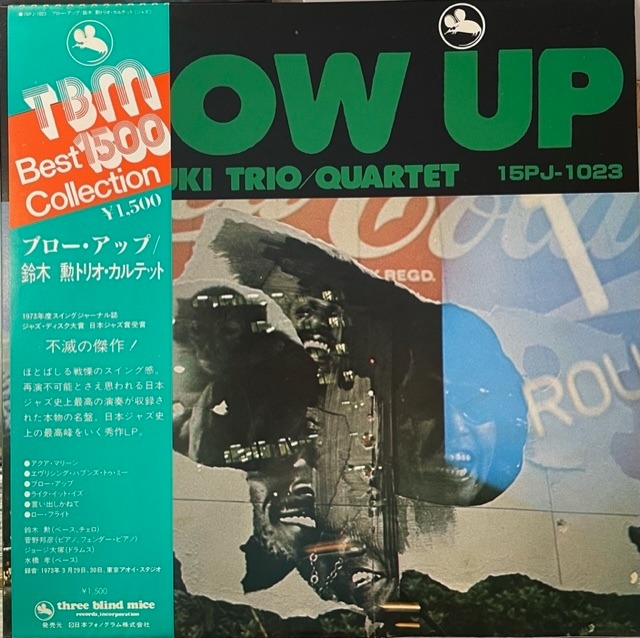 ●15PJ-1023 ブロー・アップ/鈴木 勲トリオ・カルテット(ジャズ)
TBM
1500
Best
Collection
¥1,500
ブロー・アップ/
鈴木 勲トリオ・カルテット
1973年度スイングジャーナル誌
ジャズ・ディスク大賞 日本ジャズ賞受賞
不滅の傑作!
ほとばしる戦慄のスイング感。
再演不可能とさえ思われる日本
ジャズ史上最高の演奏が収録さ
れた本物の名盤。日本ジャズ史
上の最高峰をいく秀作LP。
●アクア・マリーン
●エヴリシング・ハプンズ・トゥ・ミー
●ブロー・アップ
●ライク・イット・イズ
●言い出しかねて
●ロー・フライト
鈴木 勲(ベース、チェロ)
菅野邦彦(ピアノ、フェンダー・ピアノ)
ジョージ大塚(ドラムス)
水橋 孝(ベース)
録音:1973年3月29日、30日、東京アオイ・スタジオ
¥1,500
three blind mice
records, incorporation
発売元 日本フォノグラム株式会社
OW UP
UKI TRIO/QUARTET
15PJ-1023
Cola
REGD.
ROU